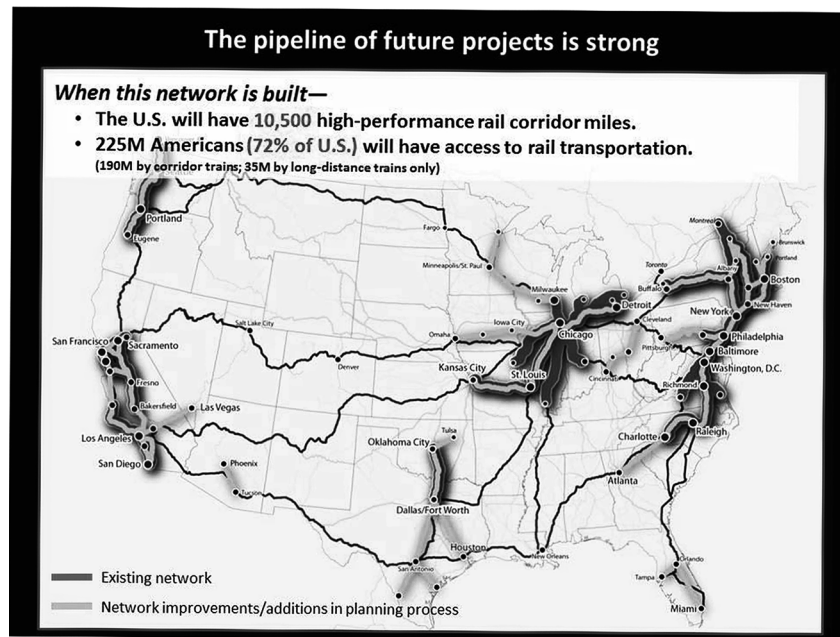 The pipeline of future projects is strong
When this network is built—
• The U.S. will have 10,500 high-performance rail corridor miles.
• 225M Americans (72% of U.S.) will have access to rail transportation.
(190M by corridor trains; 35M by long-distance trains only)
Portland
Eugene
Fargo
Minneapolis/St. Paul
Montreal
Brunswick
Portland
Toronto
Albany
Boston
Buffalo
Milwaukee
Detroit
New Haven
New York
Cleveland
Salt Lake City
Iowa City
Chicago
Omaha
Philadelphia
San Francisco
Sacramento
Pittsburgh
Baltimore
Denver
Kansas City
St. Louis
Cincinnati
Washington, D.C.
Fresno
Richmond
Bakersfield
Las Vegas
Los Angeles
Tulsa
Oklahoma City
Charlotte
Raleigh
San Diego
Phoenix
Tucson
Atlanta
Dallas/Fort Worth
Houston
New Orleans
San Antonio
Orlando
Tampa
Miami
Existing network
Network improvements/additions in planning process